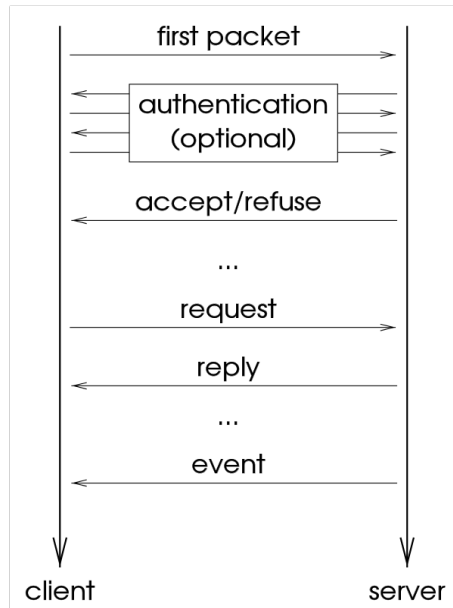 first packet
authentication
(optional)
accept/refuse
...
request
reply
...
event
client server